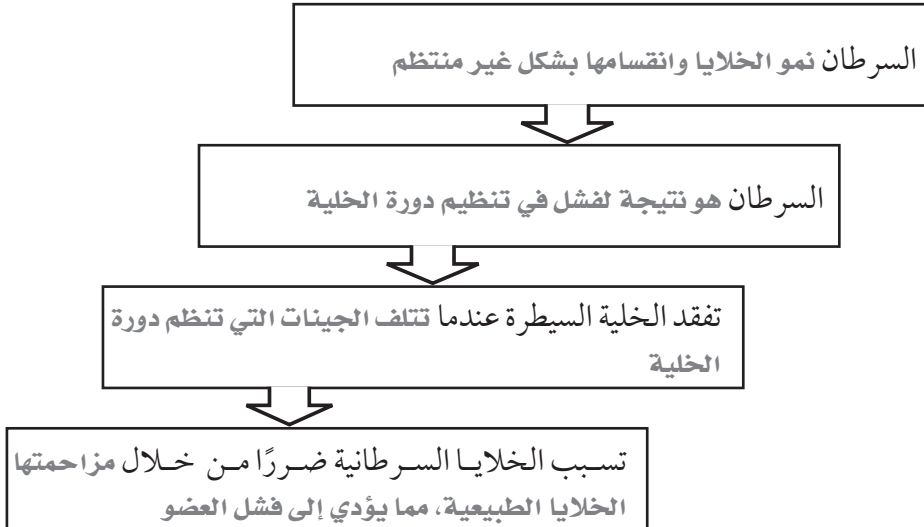 السرطان نمو الخلايا وانقسامها بشكل غير منتظم
السرطان هو نتيجة لفشل في تنظيم دورة الخلية
تفقد الخلية السيطرة عندما تتلف الجينات التي تنظم دورة
الخلية
تسبب الخلايا السرطانية ضررًا من خلال مزاحمتها
الخلايا الطبيعية، مما يؤدي إلى فشل العضو